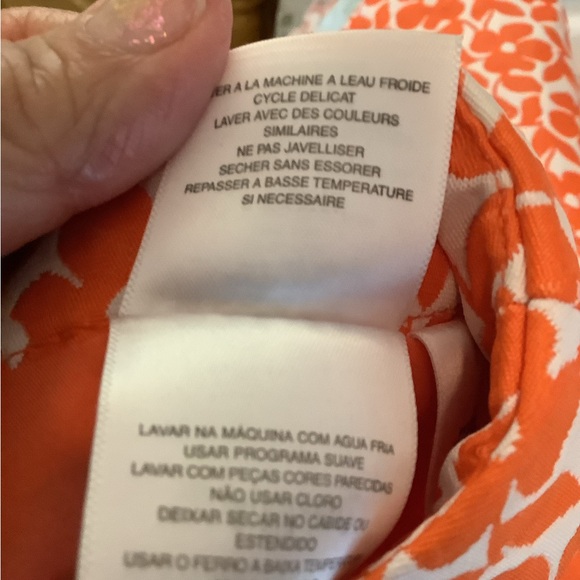 VER A LA MACHINE A LEAU FROIDE
CYCLE DELICAT
LAVER AVEC DES COULEURS
SIMILAIRES
NE PAS JAVELLISER
SECHER SANS ESSORER
REPASSER A BASSE TEMPERATURE
SI NECESSAIRE
LAVAR NA MÁQUINA COM AGUA FRIA
USAR PROGRAMA SUAVE
LAVAR COM PEÇAS CORES PARECIDAS
NÃO USAR CLORO
DEIXAR SECAR NO CABIDE OU
ESTENDIDO
USAR O FERRO A BAIXA